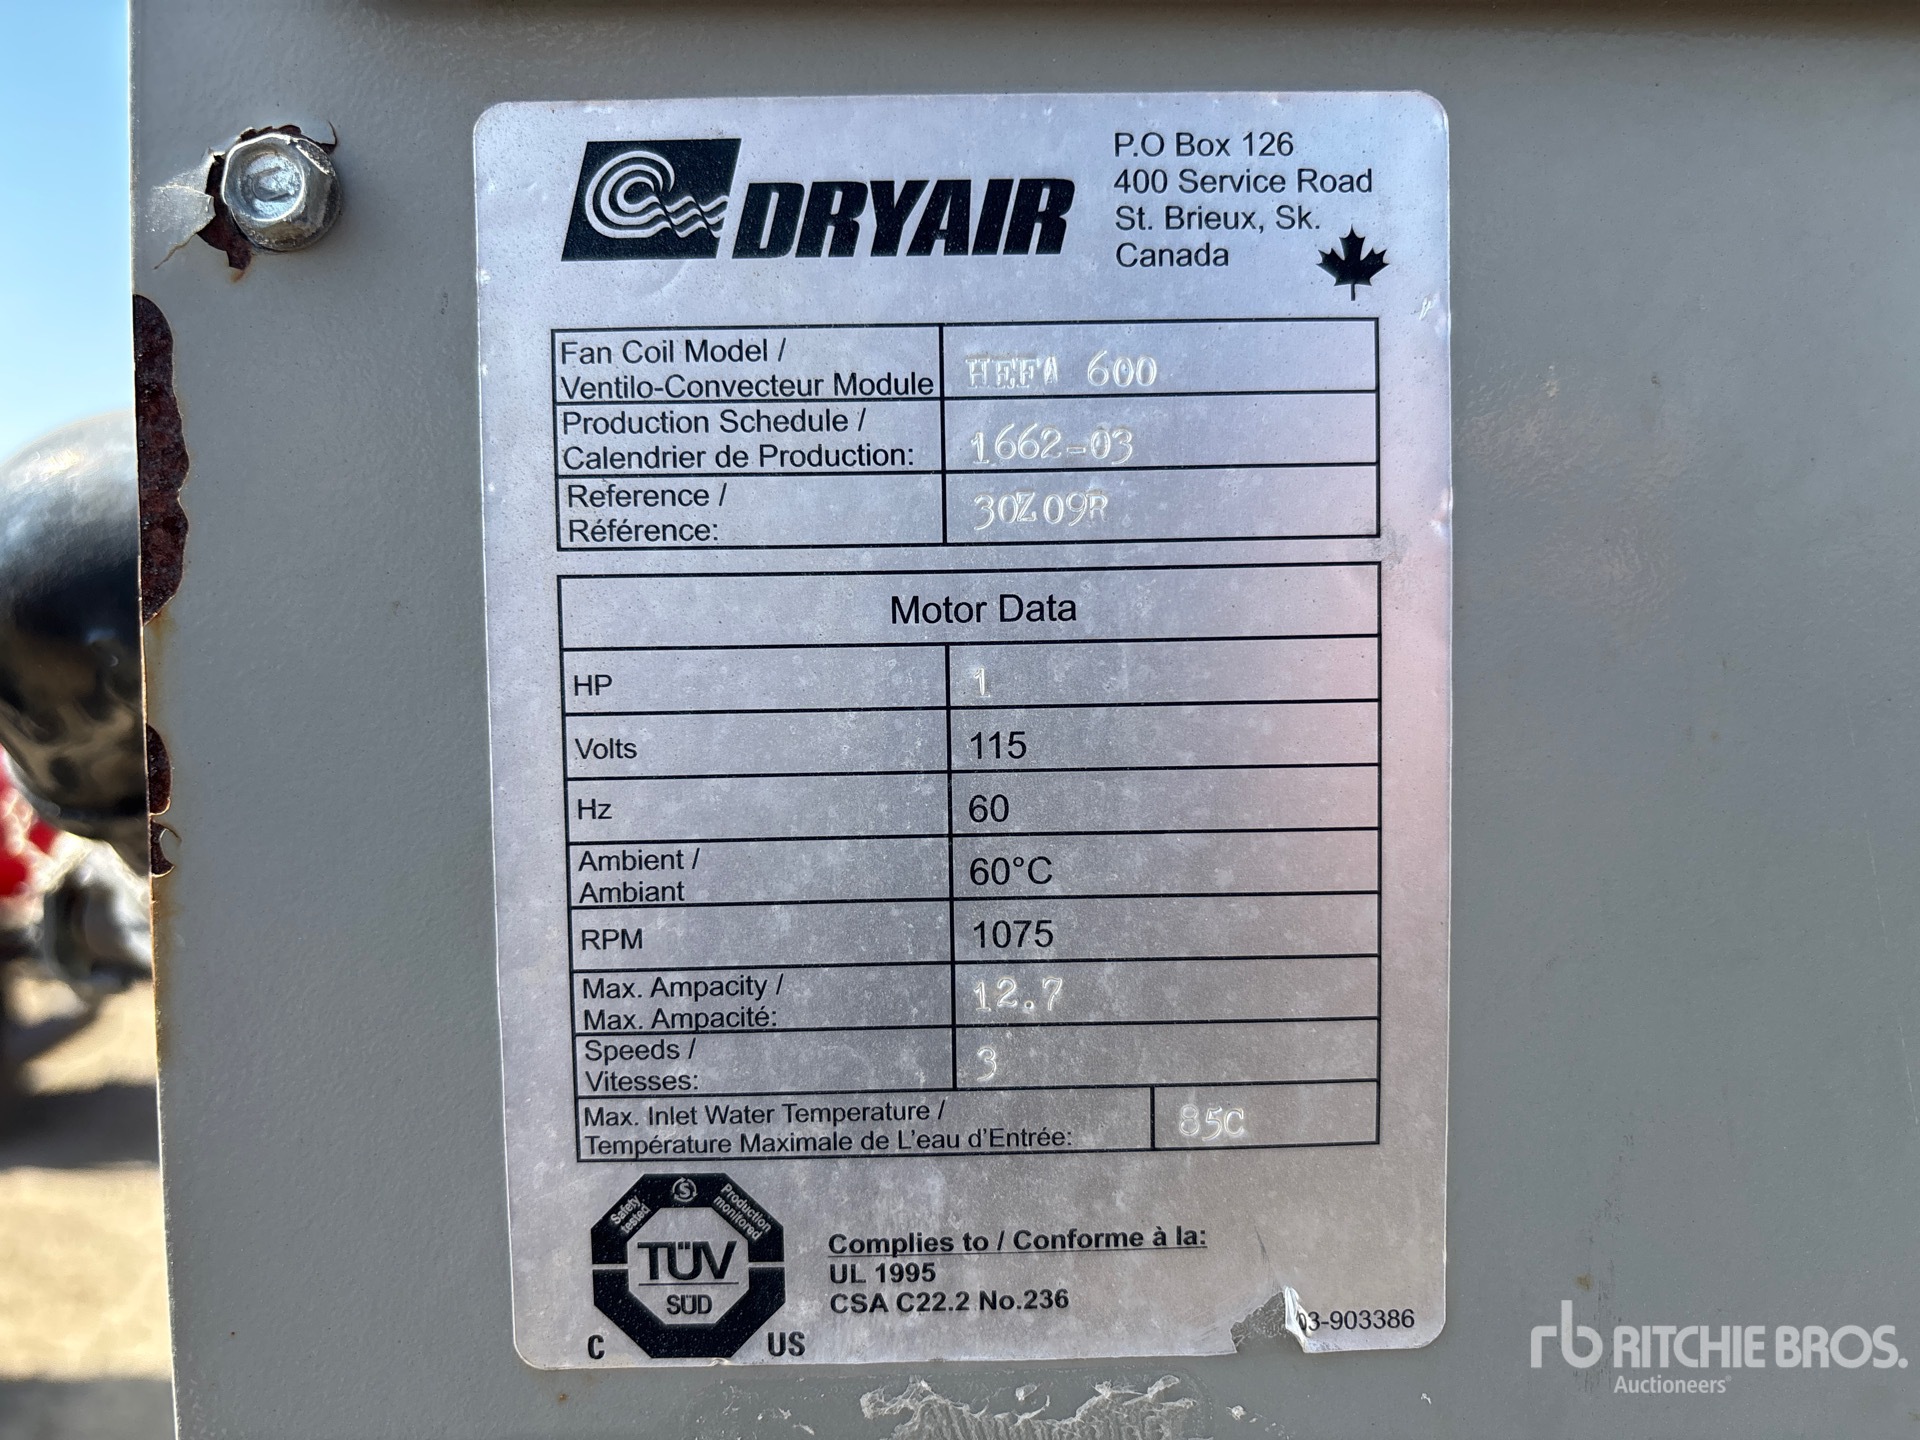 DRYAIR
P.O Box 126
400 Service Road
St. Brieux, Sk.
Canada
Fan Coil Model /
Ventilo-Convecteur Module
HEFA 600
Production Schedule /
Calendrier de Production:
1662-03
Reference /
Référence:
30Z09R
Motor Data
HP
1
Volts
115
Hz
60
Ambient /
Ambiant
60°C
RPM
1075
Max. Ampacity /
Max. Ampacité:
12.7
Speeds /
Vitesses:
3
Max. Inlet Water Temperature /
Température Maximale de L'eau d'Entrée:
85C
Safety
tested
S
Production
monitored
TÜV
SÜD
C
US
Complies to / Conforme à la:
UL 1995
CSA C22.2 No.236
03-903386
rb RITCHIE BROS.
Auctioneers